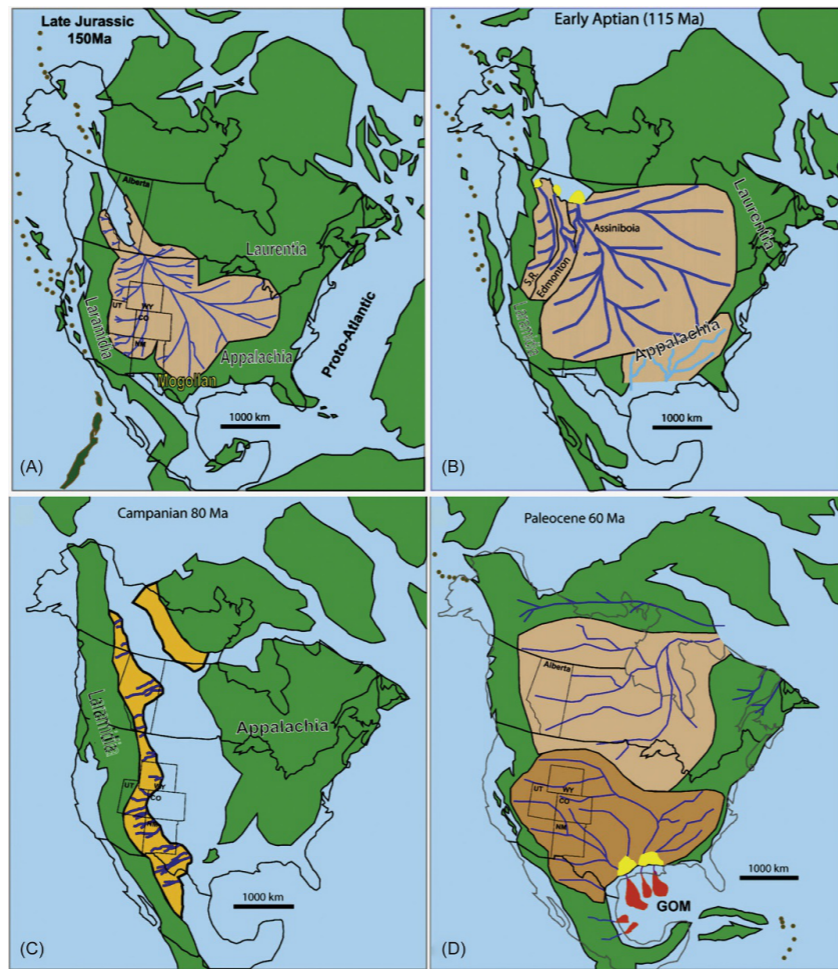 Late Jurassic
150Ma
Alberta
Laurentia
UT
WY
CO
NM
Laramidia
Appalachia
Mogollan
Proto-Atlantic
1000 km
(A)
Early Aptian (115 Ma)
Laurentia
Assiniboia
S.R.
Edmonton
Laramidia
Appalachia
1000 km
(B)
Campanian 80 Ma
Laramidia
Appalachia
UT
WY
CO
1000 km
(C)
Paleocene 60 Ma
Alberta
UT
WY
CO
NM
GOM
1000 km
(D)